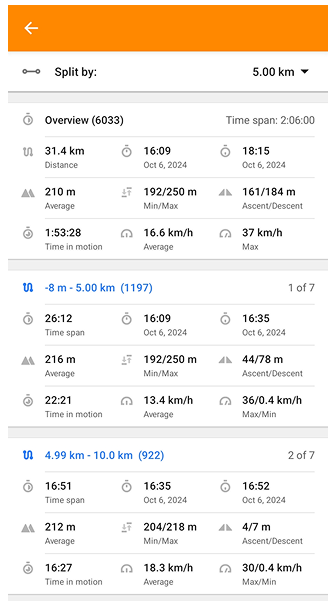 Split by: 5.00 km
Overview (6033) Time span: 2:06:00
31.4 km 16:09 18:15
Distance Oct 6, 2024 Oct 6, 2024
210 m 192/250 m 161/184 m
Average Min/Max Ascent/Descent
1:53:28 16.6 km/h 37 km/h
Time in motion Average Max
-8 m - 5.00 km (1197) 1 of 7
26:12 16:09 16:35
Time span Oct 6, 2024 Oct 6, 2024
216 m 192/250 m 44/78 m
Average Min/Max Ascent/Descent
22:21 13.4 km/h 36/0.4 km/h
Time in motion Average Max/Min
4.99 km - 10.0 km (922) 2 of 7
16:51 16:35 16:52
Time span Oct 6, 2024 Oct 6, 2024
212 m 204/218 m 4/7 m
Average Min/Max Ascent/Descent
16:27 18.3 km/h 30/0.4 km/h
Time in motion Average Max/Min